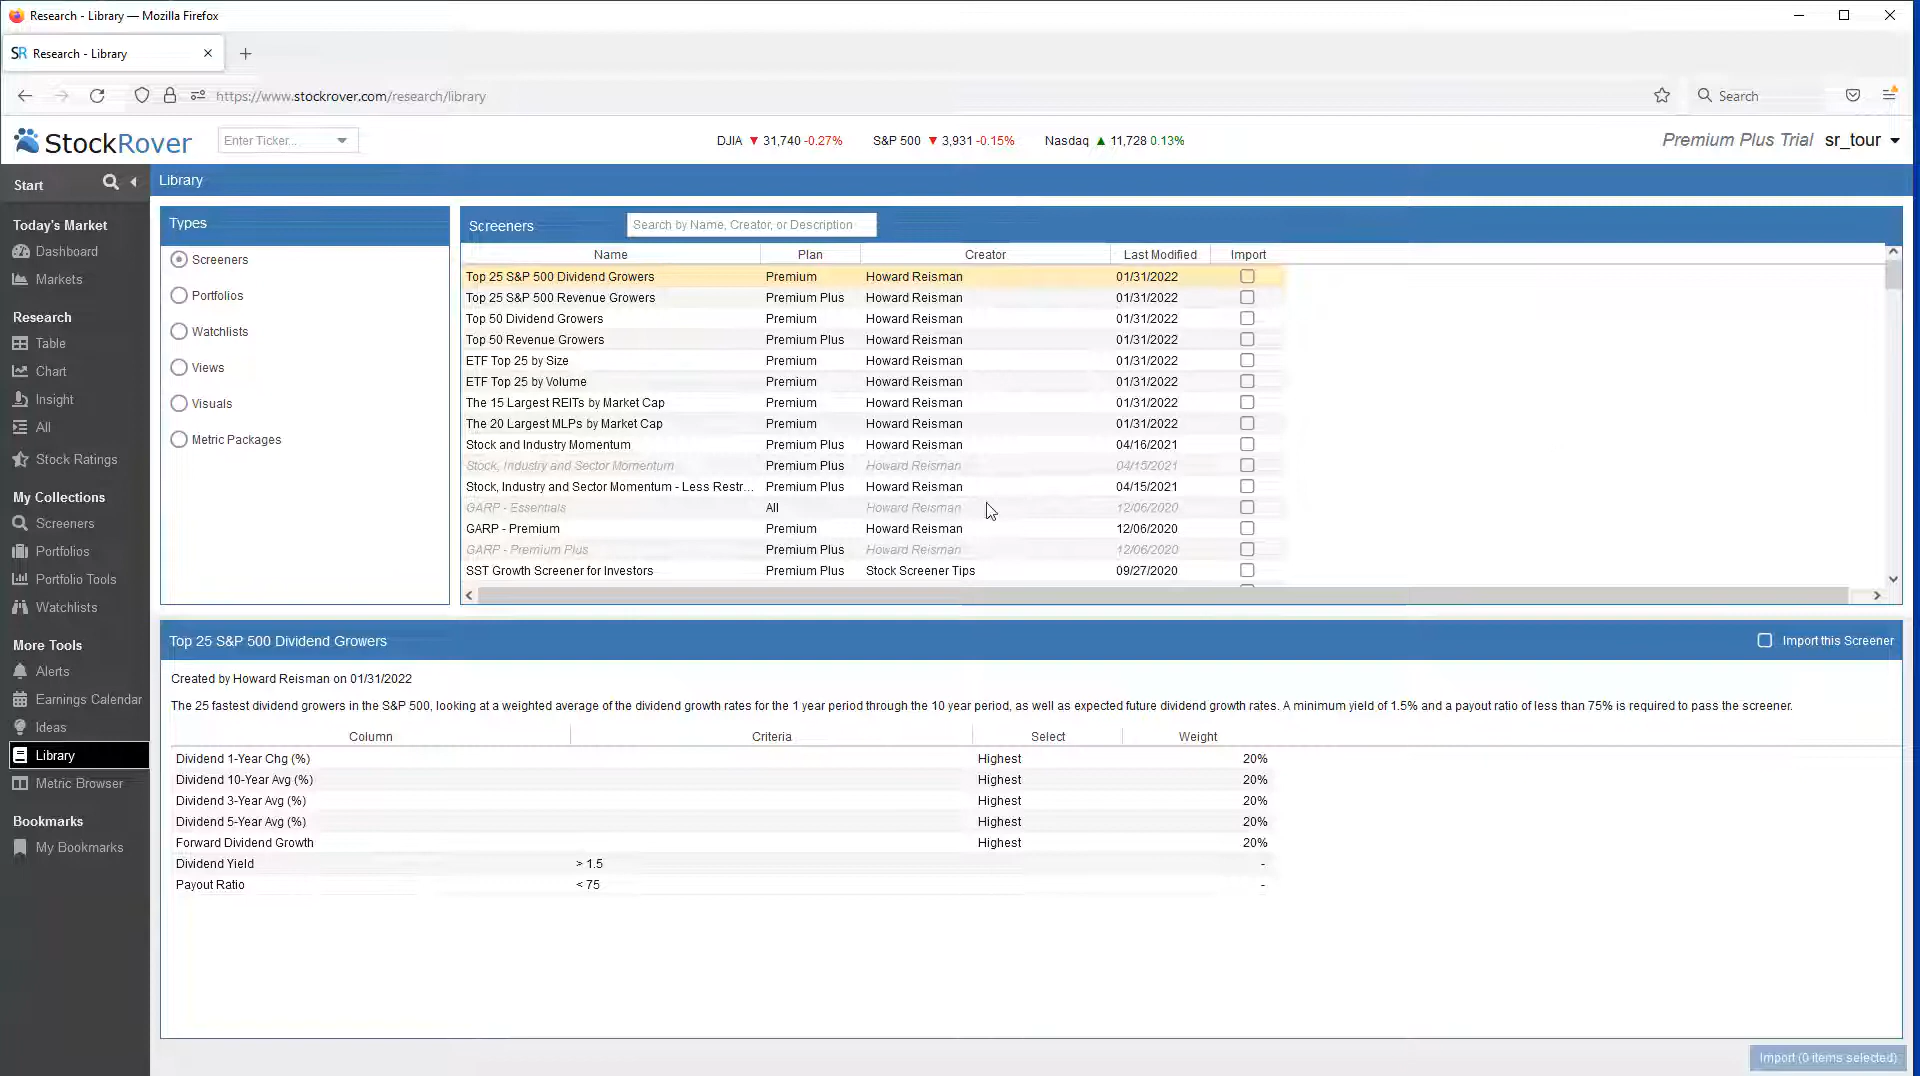 Research - Library — Mozilla Firefox
SR Research - Library
https://www.stockrover.com/research/library
Search
StockRover
Enter Ticker...
DJIA ▼ 31,740 -0.27% S&P 500 ▼ 3,931 -0.15% Nasdaq ▲ 11,728 0.13%
Premium Plus Trial sr_tour
Start
Today's Market
Dashboard
Markets
Research
Table
Chart
Insight
All
Stock Ratings
My Collections
Screeners
Portfolios
Portfolio Tools
Watchlists
More Tools
Alerts
Earnings Calendar
Ideas
Library
Metric Browser
Bookmarks
My Bookmarks
Library
Types
Screeners
Portfolios
Watchlists
Views
Visuals
Metric Packages
Screeners Search by Name, Creator, or Description
Name Plan Creator Last Modified Import
Top 25 S&P 500 Dividend Growers Premium Howard Reisman 01/31/2022
Top 25 S&P 500 Revenue Growers Premium Plus Howard Reisman 01/31/2022
Top 50 Dividend Growers Premium Howard Reisman 01/31/2022
Top 50 Revenue Growers Premium Plus Howard Reisman 01/31/2022
ETF Top 25 by Size Premium Howard Reisman 01/31/2022
ETF Top 25 by Volume Premium Howard Reisman 01/31/2022
The 15 Largest REITs by Market Cap Premium Howard Reisman 01/31/2022
The 20 Largest MLPs by Market Cap Premium Howard Reisman 01/31/2022
Stock and Industry Momentum Premium Plus Howard Reisman 04/16/2021
Stock, Industry and Sector Momentum Premium Plus Howard Reisman 04/15/2021
Stock, Industry and Sector Momentum - Less Restr... Premium Plus Howard Reisman 04/15/2021
GARP - Essentials All Howard Reisman 12/06/2020
GARP - Premium Premium Howard Reisman 12/06/2020
GARP - Premium Plus Premium Plus Howard Reisman 12/06/2020
SST Growth Screener for Investors Premium Plus Stock Screener Tips 09/27/2020
Top 25 S&P 500 Dividend Growers Import this Screener
Created by Howard Reisman on 01/31/2022
The 25 fastest dividend growers in the S&P 500, looking at a weighted average of the dividend growth rates for the 1 year period through the 10 year period, as well as expected future dividend growth rates. A minimum yield of 1.5% and a payout ratio of less than 75% is required to pass the screener.
Column Criteria Select Weight
Dividend 1-Year Chg (%) Highest 20%
Dividend 10-Year Avg (%) Highest 20%
Dividend 3-Year Avg (%) Highest 20%
Dividend 5-Year Avg (%) Highest 20%
Forward Dividend Growth Highest 20%
Dividend Yield > 1.5 -
Payout Ratio < 75 -
Import (0 items selected)